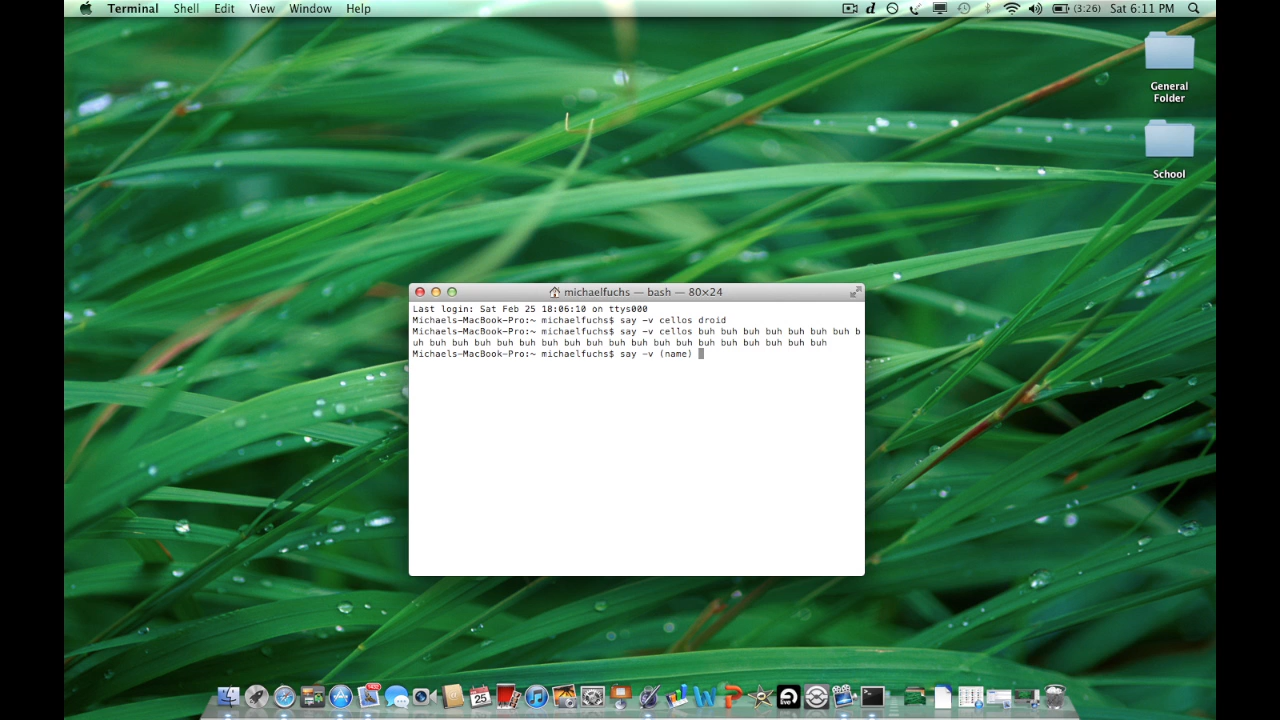 Terminal Shell Edit View Window Help (3:26) Sat 6:11 PM
General
Folder
School
michaelfuchs — bash — 80×24
Last login: Sat Feb 25 18:06:10 on ttys000
Michaels-MacBook-Pro:~ michaelfuchs$ say -v cellos droid
Michaels-MacBook-Pro:~ michaelfuchs$ say -v cellos buh buh buh buh buh buh buh b
uh buh buh buh buh buh buh buh buh buh buh buh buh buh buh buh buh buh buh
Michaels-MacBook-Pro:~ michaelfuchs$ say -v (name)
25